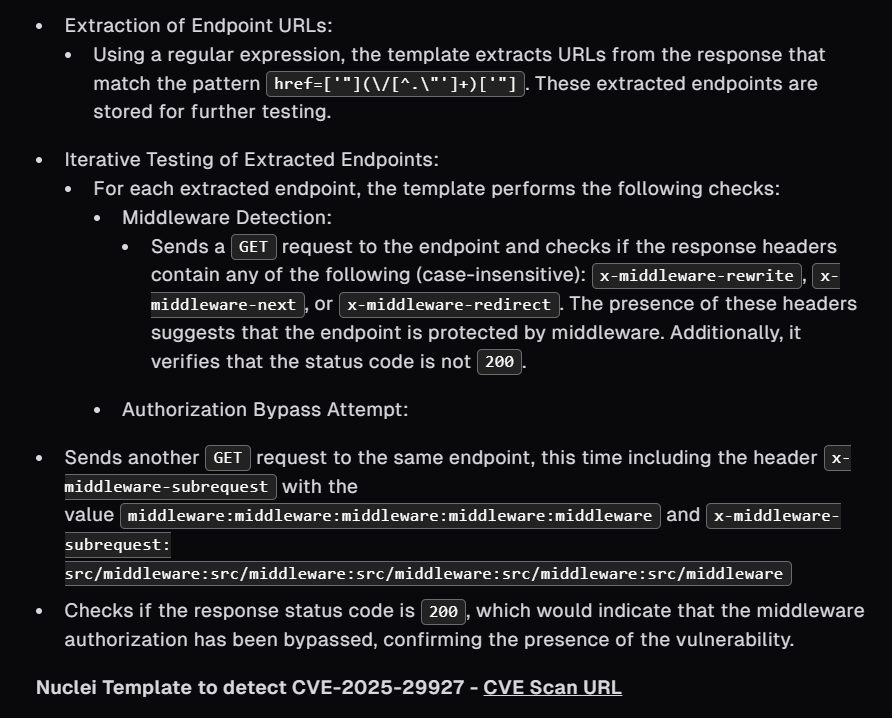 Extraction of Endpoint URLs:
Using a regular expression, the template extracts URLs from the response that
match the pattern href=['"](\/[^.\"']+)['"]. These extracted endpoints are
stored for further testing.
Iterative Testing of Extracted Endpoints:
For each extracted endpoint, the template performs the following checks:
Middleware Detection:
Sends a GET request to the endpoint and checks if the response headers
contain any of the following (case-insensitive): x-middleware-rewrite, x-
middleware-next, or x-middleware-redirect. The presence of these headers
suggests that the endpoint is protected by middleware. Additionally, it
verifies that the status code is not 200.
Authorization Bypass Attempt:
Sends another GET request to the same endpoint, this time including the header x-
middleware-subrequest with the
value middleware:middleware:middleware:middleware:middleware and x-middleware-
subrequest:
src/middleware:src/middleware:src/middleware:src/middleware:src/middleware
Checks if the response status code is 200, which would indicate that the middleware
authorization has been bypassed, confirming the presence of the vulnerability.
Nuclei Template to detect CVE-2025-29927 - CVE Scan URL